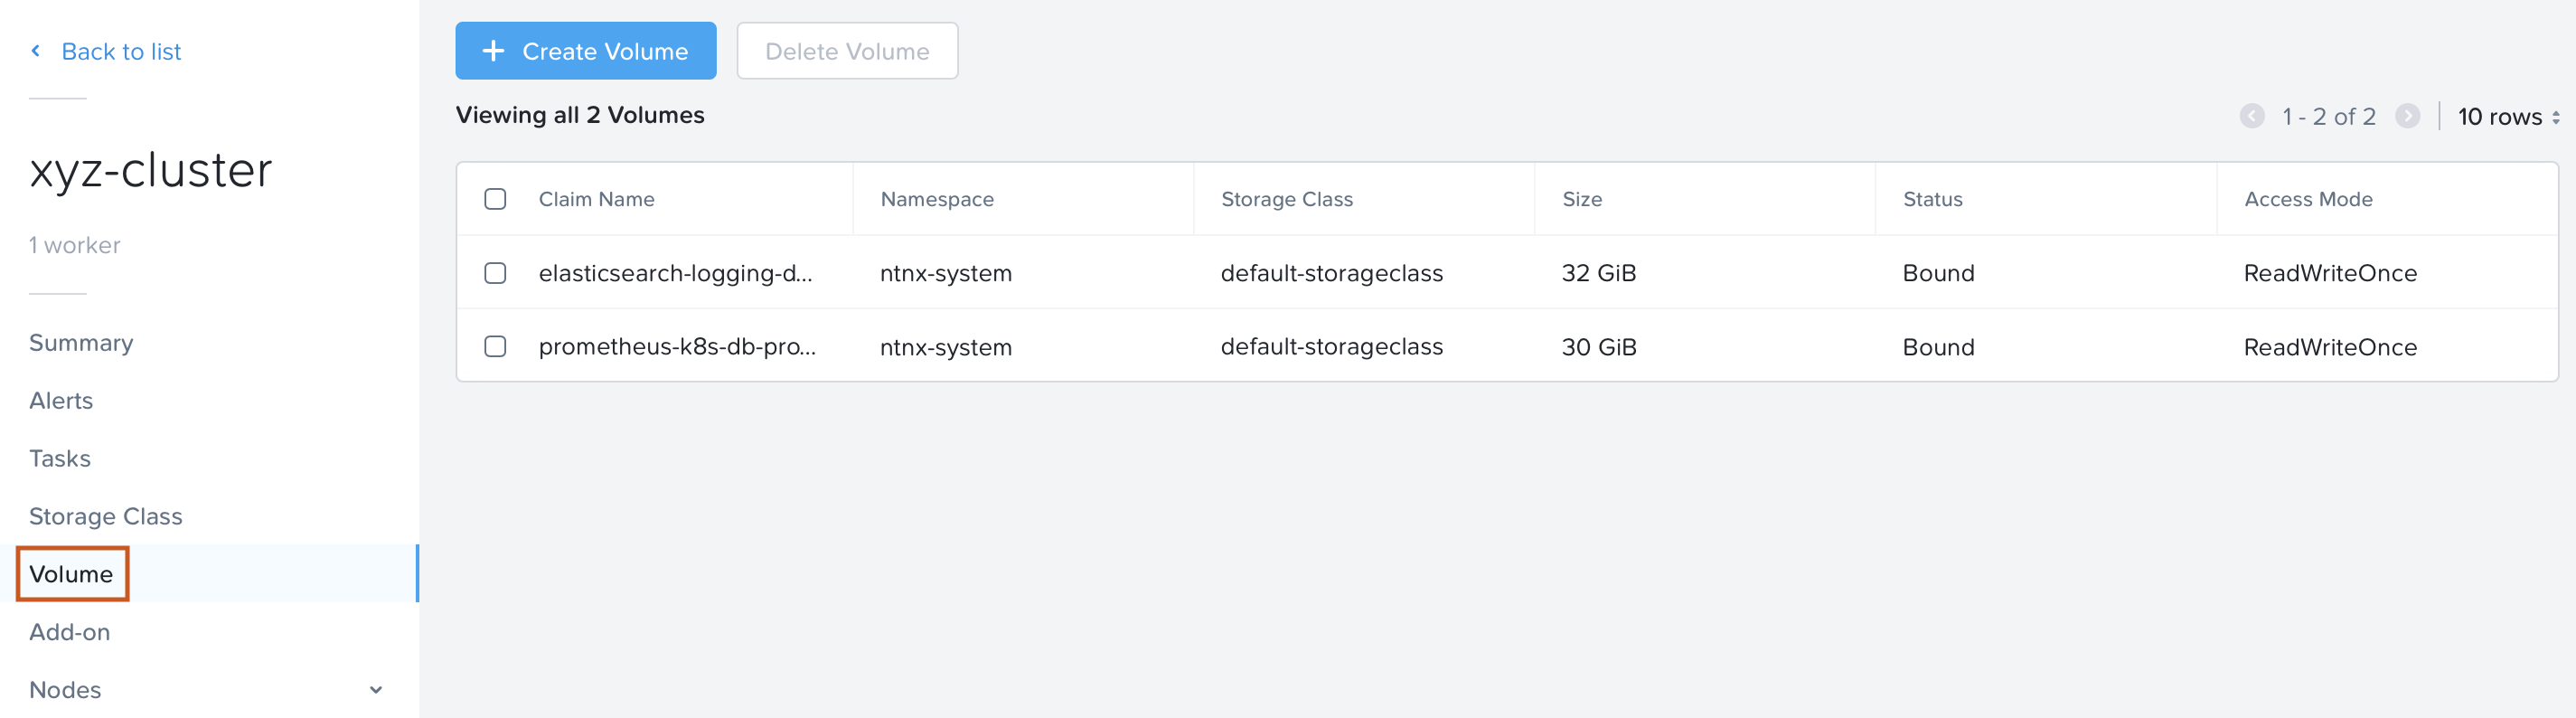 Back to list
xyz-cluster
1 worker
Summary
Alerts
Tasks
Storage Class
Volume
Add-on
Nodes
Create Volume Delete Volume
Viewing all 2 Volumes 1 - 2 of 2 10 rows
Claim Name Namespace Storage Class Size Status Access Mode
elasticsearch-logging-d... ntnx-system default-storageclass 32 GiB Bound ReadWriteOnce
prometheus-k8s-db-pro... ntnx-system default-storageclass 30 GiB Bound ReadWriteOnce